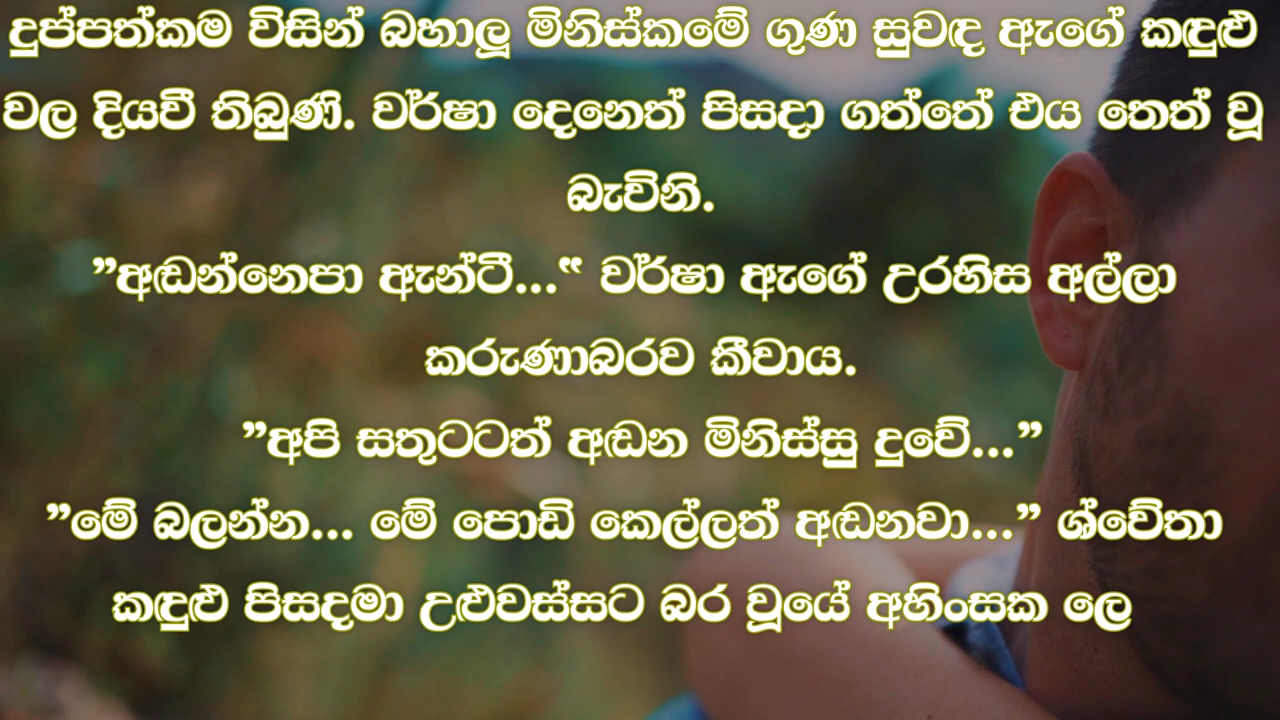 දුප්පත්කම විසින් බහාලූ මිනිස්කමේ ගුණ සුවඳ ඇගේ කඳුළු
වල දියවී තිබුණි. වර්ෂා දෙනෙත් පිසදා ගත්තේ එය තෙත් වූ
බැවිනි.
”අඬන්නෙපා ඇන්ටී...“ වර්ෂා ඇගේ උරහිස අල්ලා
කරුණාබරව කීවාය.
”අපි සතුටටත් අඬන මිනිස්සු දුවේ...”
”මේ බලන්න... මේ පොඩි කෙල්ලත් අඬනවා...” ශ්වේතා
කඳුළු පිසදමා උළුවස්සට බර වූයේ අහිංසක ලෙ